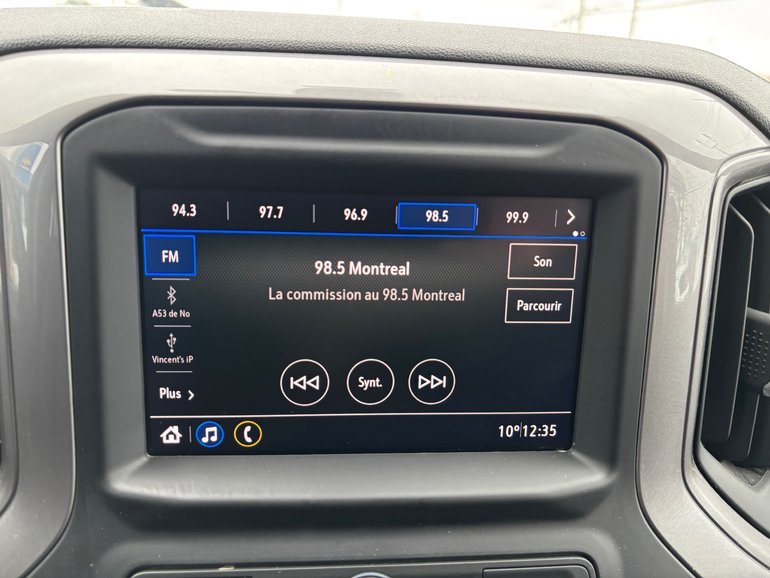 94.3 97.7 96.9 98.5 99.9
FM
98.5 Montreal
Son
La commission au 98.5 Montreal
Parcourir
A53 de No
Vincent's iP
Synt.
Plus
10° 12:35